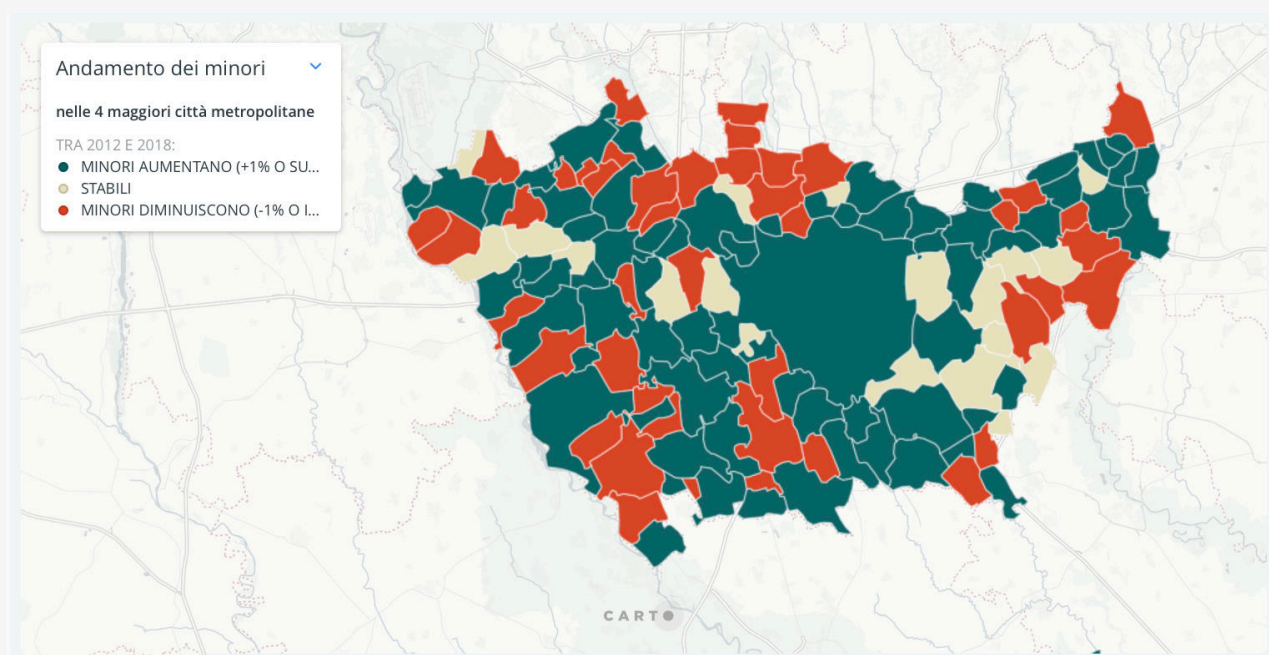 Andamento dei minori
nelle 4 maggiori città metropolitane
TRA 2012 E 2018:
MINORI AUMENTANO (+1% O SU...
STABILI
MINORI DIMINUISCONO (-1% O I...
CARTO